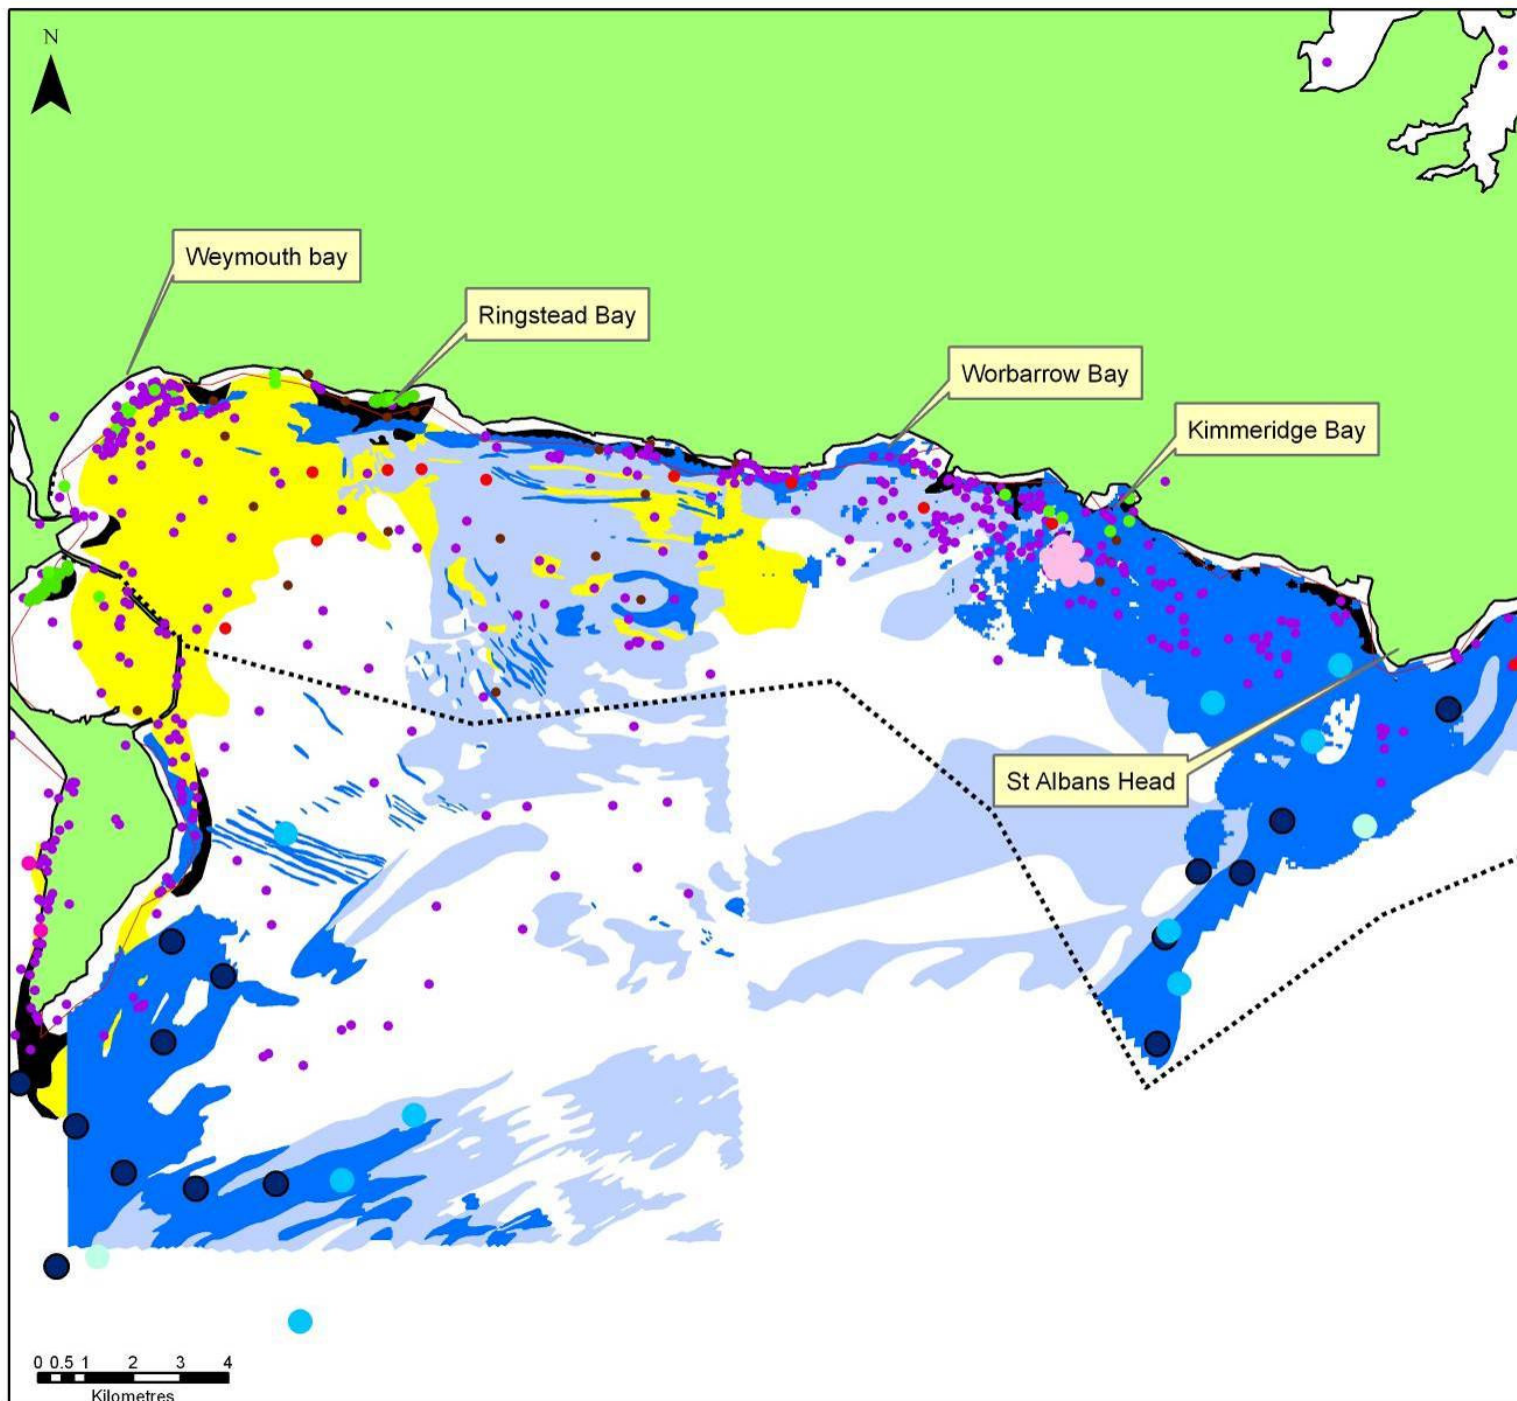 N
Weymouth bay
Ringstead Bay
Worbarrow Bay
Kimmeridge Bay
St Albans Head
0 0.5 1 2 3 4
Kilometres